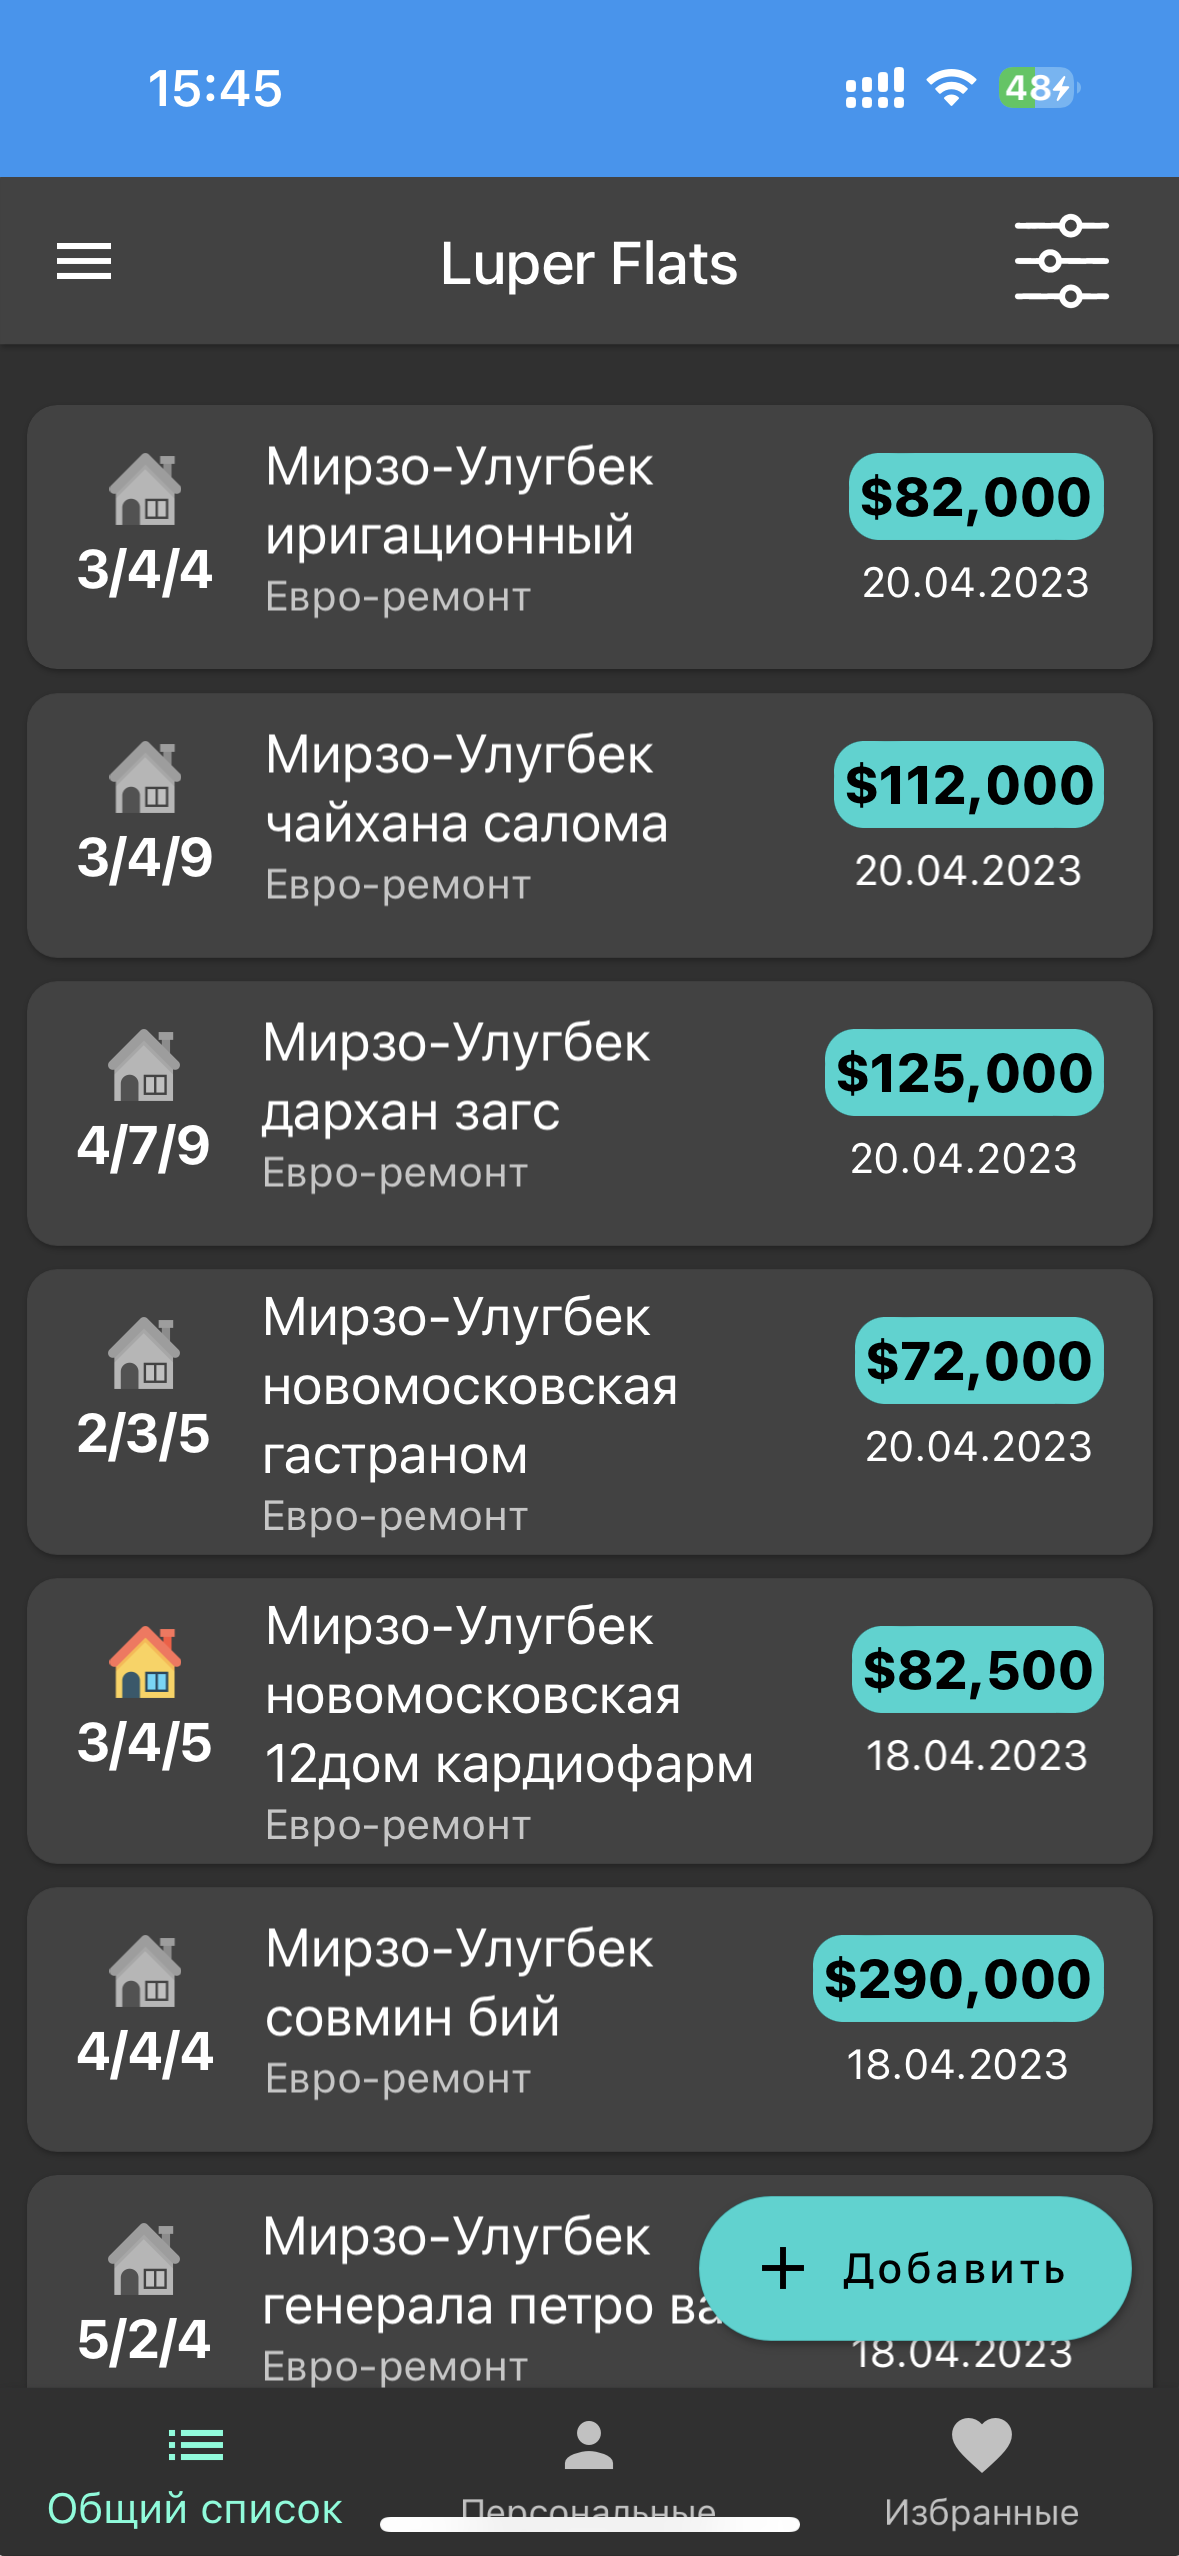 15:45
48
Luper Flats
Мирзо-Улугбек
иригационный
Евро-ремонт
3/4/4
$82,000
20.04.2023
Мирзо-Улугбек
чайхана салома
Евро-ремонт
3/4/9
$112,000
20.04.2023
Мирзо-Улугбек
дархан загс
Евро-ремонт
4/7/9
$125,000
20.04.2023
Мирзо-Улугбек
новомосковская
гастраном
Евро-ремонт
2/3/5
$72,000
20.04.2023
Мирзо-Улугбек
новомосковская
12дом кардиофарм
Евро-ремонт
3/4/5
$82,500
18.04.2023
Мирзо-Улугбек
совмин бий
Евро-ремонт
4/4/4
$290,000
18.04.2023
Мирзо-Улугбек
генерала петро
Евро-ремонт
5/2/4
18.04.2023
+ Добавить
Общий список
Персональные
Избранные